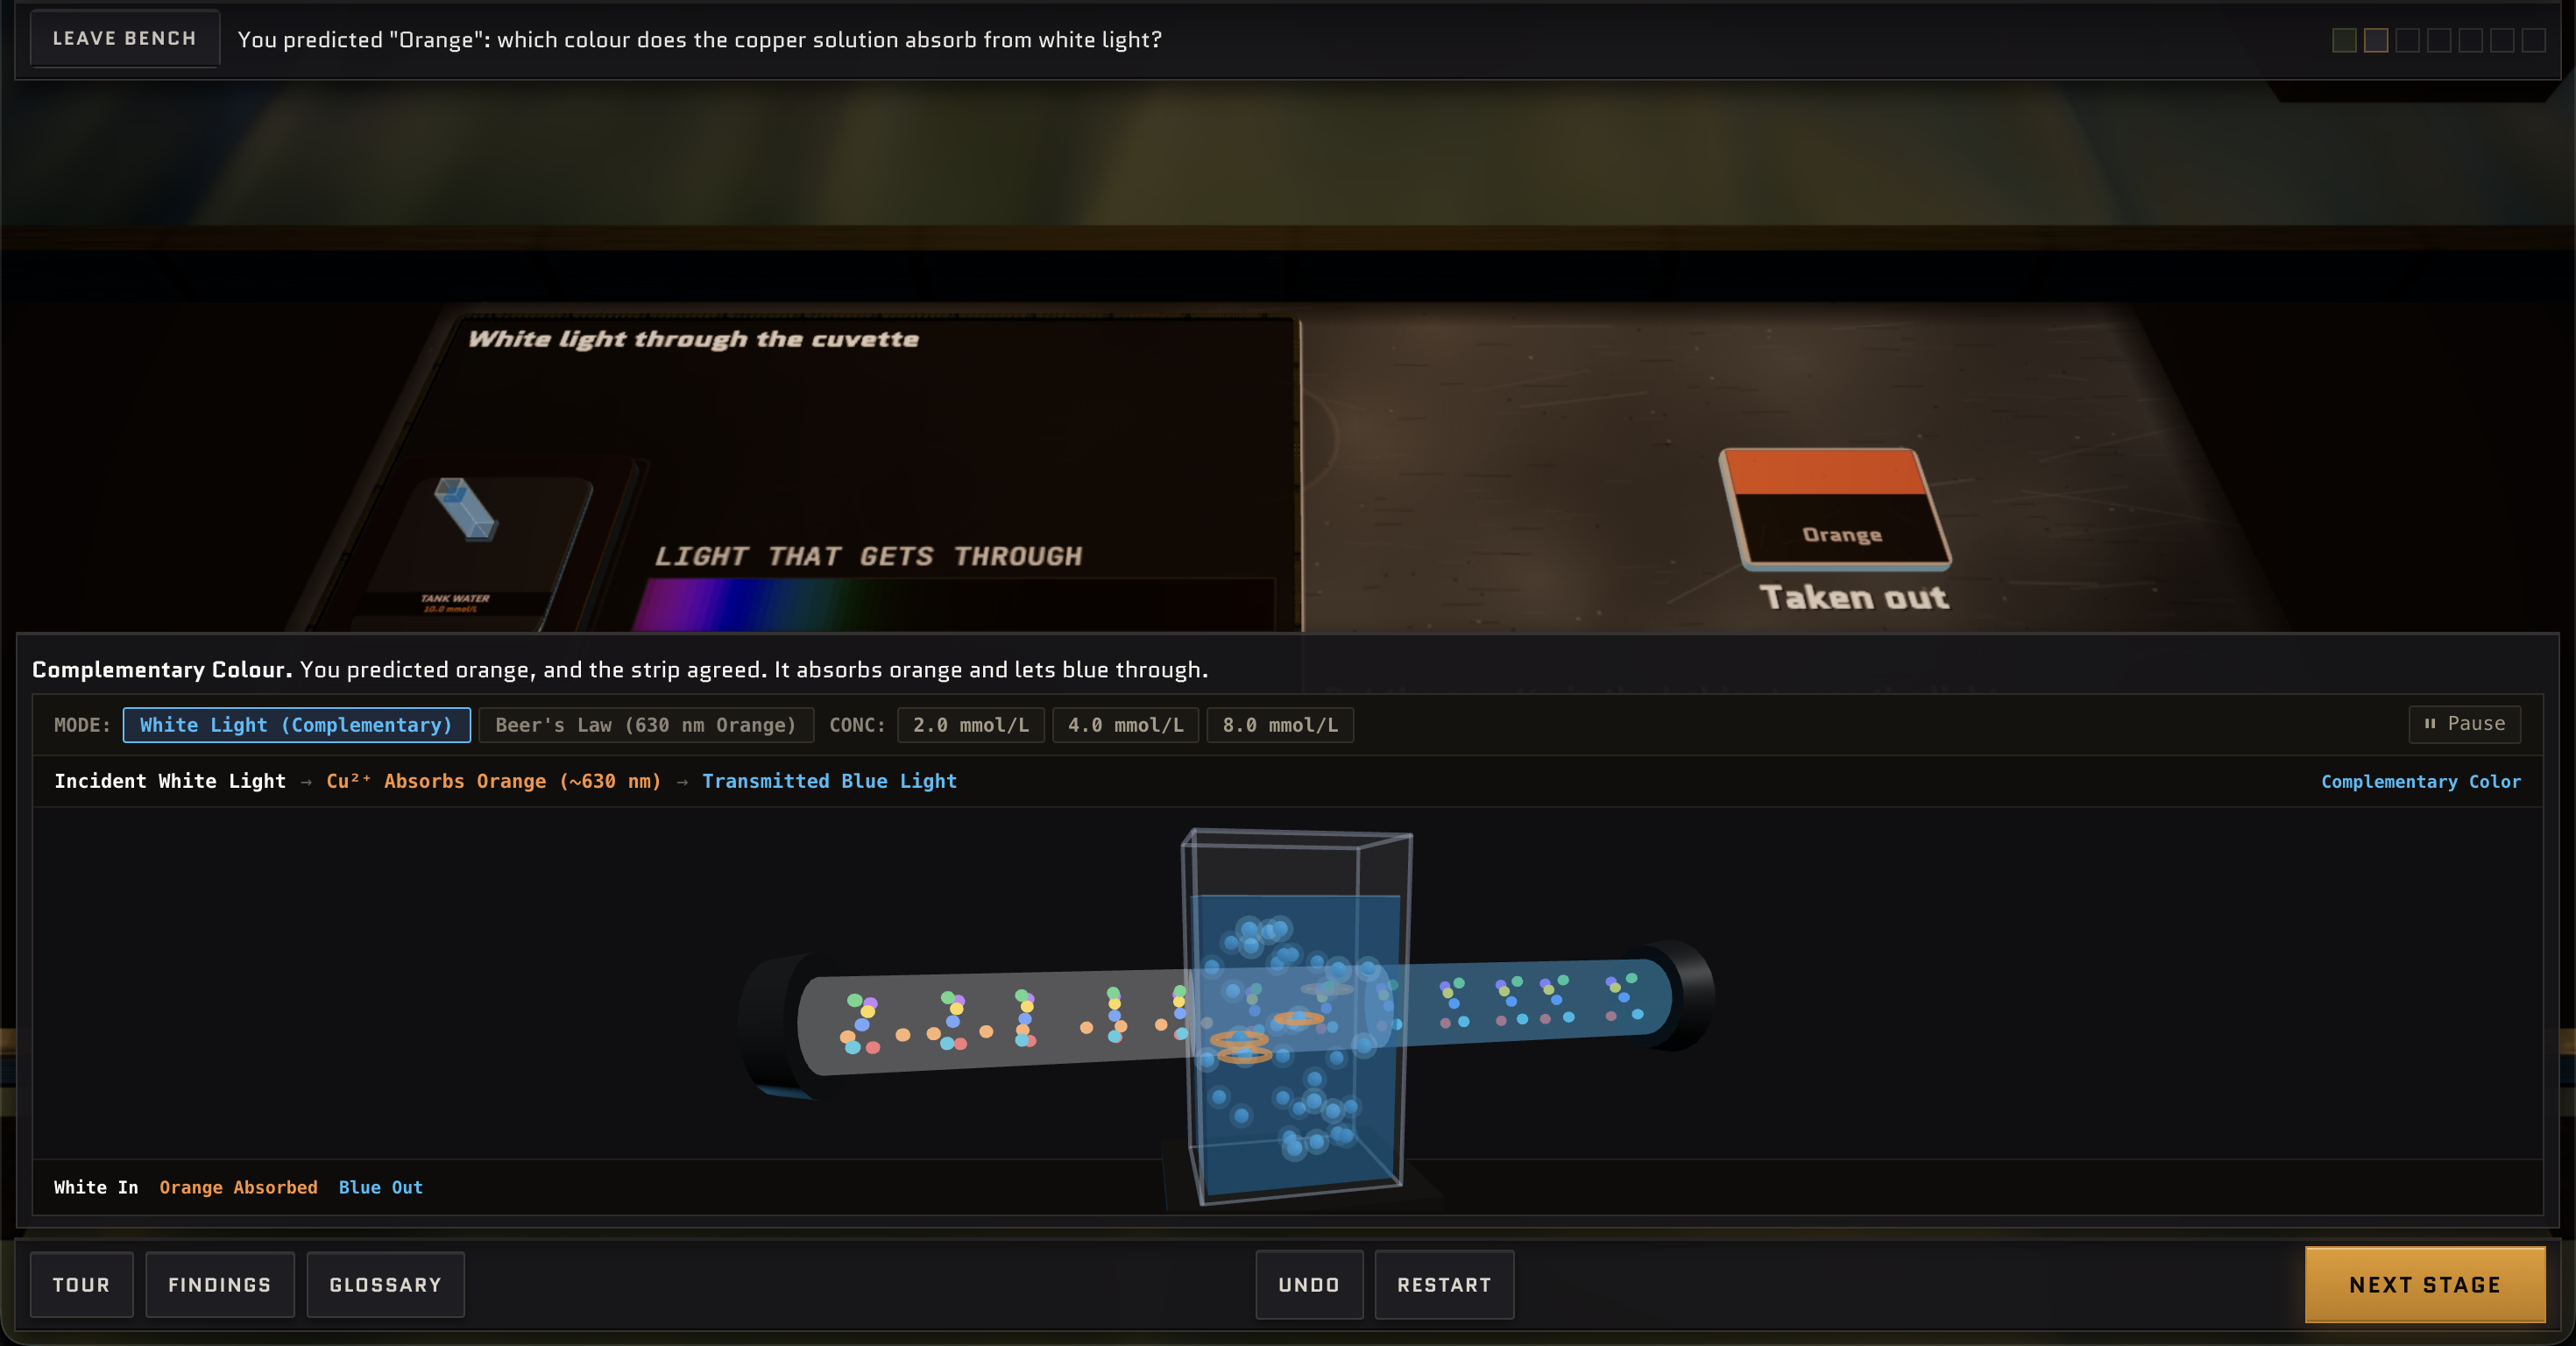 LEAVE BENCH You predicted "Orange": which colour does the copper solution absorb from white light?
White light through the cuvette
LIGHT THAT GETS THROUGH
TANK WATER
10.0 mmol/L
Orange
Taken out
Complementary Colour. You predicted orange, and the strip agreed. It absorbs orange and lets blue through.
MODE: White Light (Complementary) Beer's Law (630 nm Orange) CONC: 2.0 mmol/L 4.0 mmol/L 8.0 mmol/L Pause
Incident White Light → Cu²⁺ Absorbs Orange (~630 nm) → Transmitted Blue Light Complementary Color
White In Orange Absorbed Blue Out
TOUR FINDINGS GLOSSARY UNDO RESTART NEXT STAGE